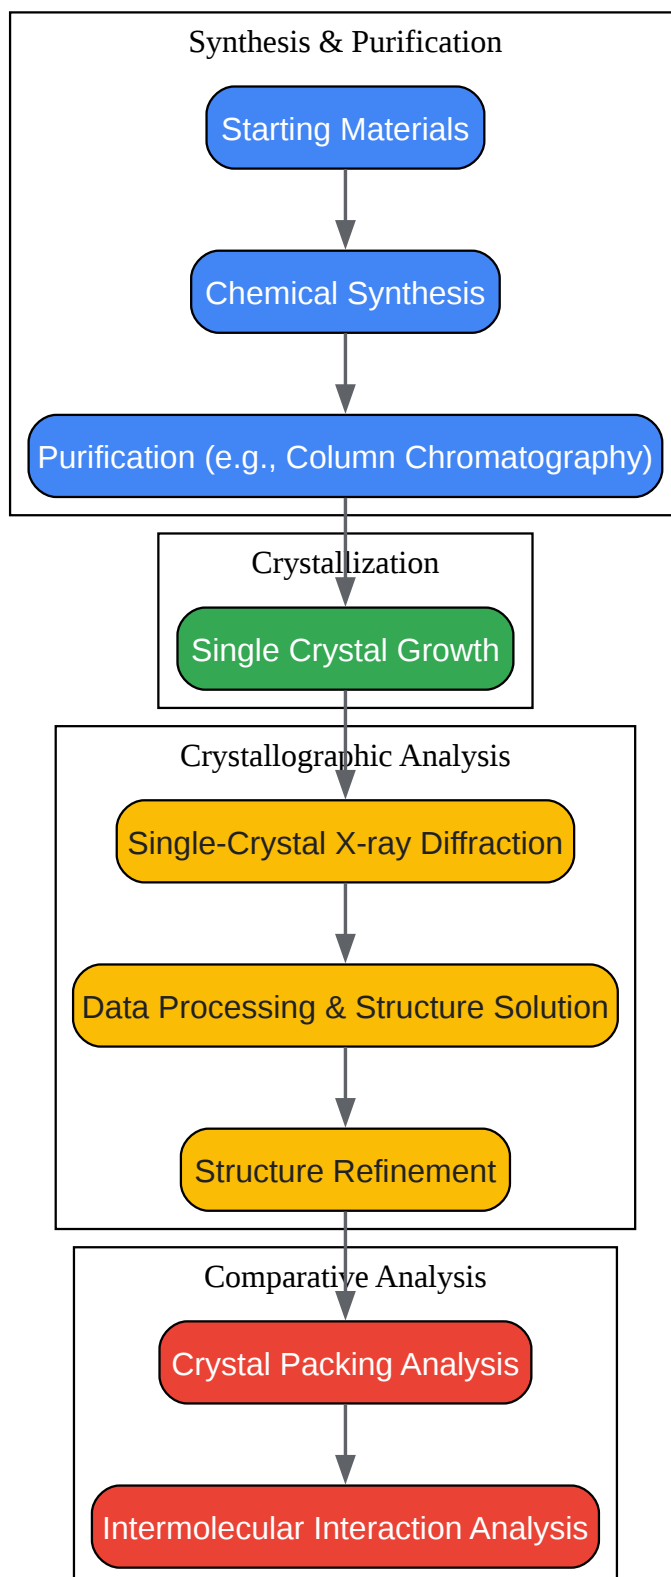 Synthesis & Purification
Starting Materials
Chemical Synthesis
Purification (e.g., Column Chromatography)
Crystallization
Single Crystal Growth
Crystallographic Analysis
Single-Crystal X-ray Diffraction
Data Processing & Structure Solution
Structure Refinement
Comparative Analysis
Crystal Packing Analysis
Intermolecular Interaction Analysis